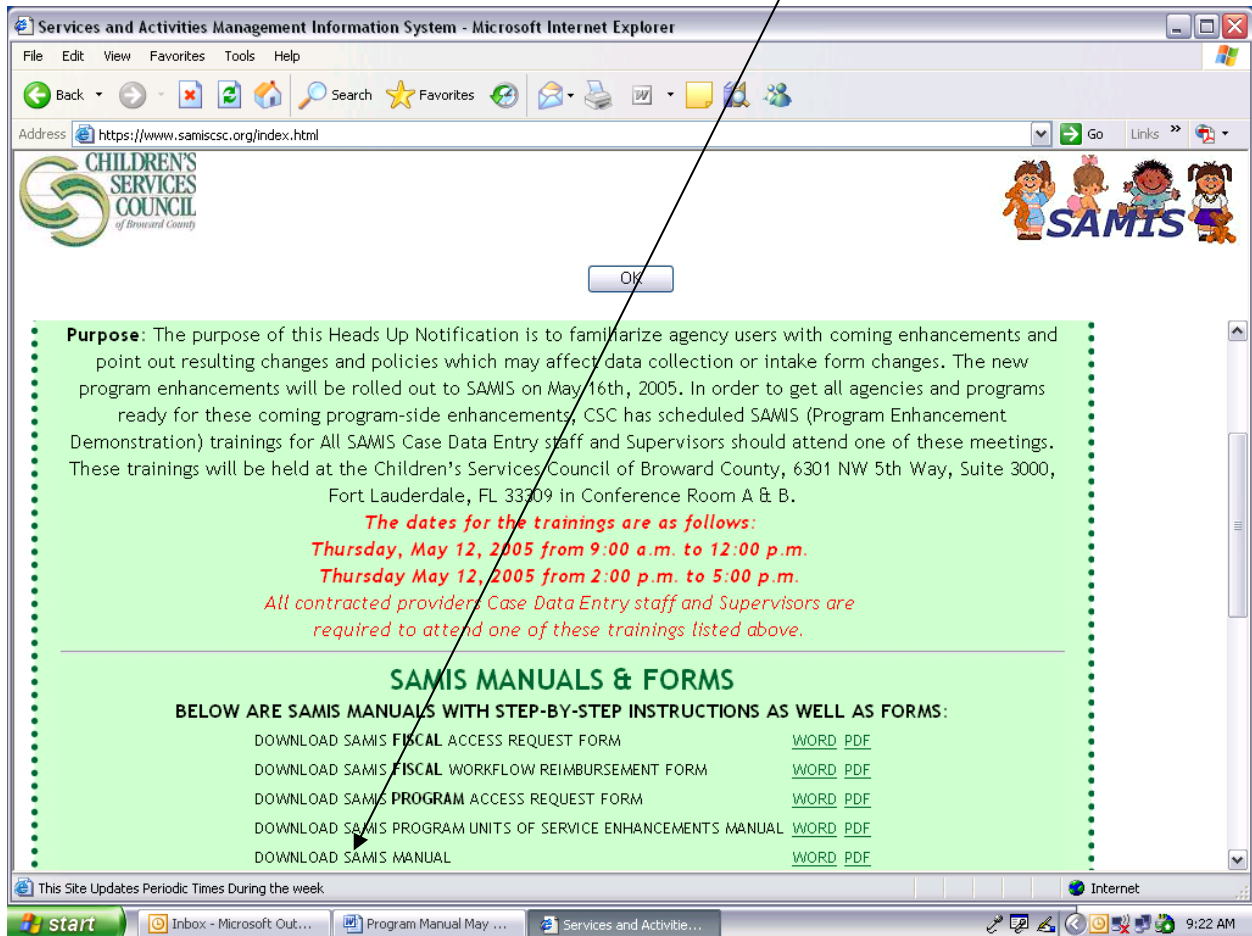 Services and Activities Management Information System - Microsoft Internet Explorer
File Edit View Favorites Tools Help
Back Search Favorites
Address https://www.samiscsc.org/index.html Go Links »
CHILDREN'S
SERVICES
COUNCIL
of Broward County
SAMIS
OK
Purpose: The purpose of this Heads Up Notification is to familiarize agency users with coming enhancements and
point out resulting changes and policies which may affect data collection or intake form changes. The new
program enhancements will be rolled out to SAMIS on May 16th, 2005. In order to get all agencies and programs
ready for these coming program-side enhancements, CSC has scheduled SAMIS (Program Enhancement
Demonstration) trainings for All SAMIS Case Data Entry staff and Supervisors should attend one of these meetings.
These trainings will be held at the Children's Services Council of Broward County, 6301 NW 5th Way, Suite 3000,
Fort Lauderdale, FL 33309 in Conference Room A & B.
The dates for the trainings are as follows:
Thursday, May 12, 2005 from 9:00 a.m. to 12:00 p.m.
Thursday May 12, 2005 from 2:00 p.m. to 5:00 p.m.
All contracted providers Case Data Entry staff and Supervisors are
required to attend one of these trainings listed above.
SAMIS MANUALS & FORMS
BELOW ARE SAMIS MANUALS WITH STEP-BY-STEP INSTRUCTIONS AS WELL AS FORMS:
DOWNLOAD SAMIS FISCAL ACCESS REQUEST FORM WORD PDF
DOWNLOAD SAMIS FISCAL WORKFLOW REIMBURSEMENT FORM WORD PDF
DOWNLOAD SAMIS PROGRAM ACCESS REQUEST FORM WORD PDF
DOWNLOAD SAMIS PROGRAM UNITS OF SERVICE ENHANCEMENTS MANUAL WORD PDF
DOWNLOAD SAMIS MANUAL WORD PDF
This Site Updates Periodic Times During the week Internet
start Inbox - Microsoft Out... Program Manual May ... Services and Activitie... 9:22 AM